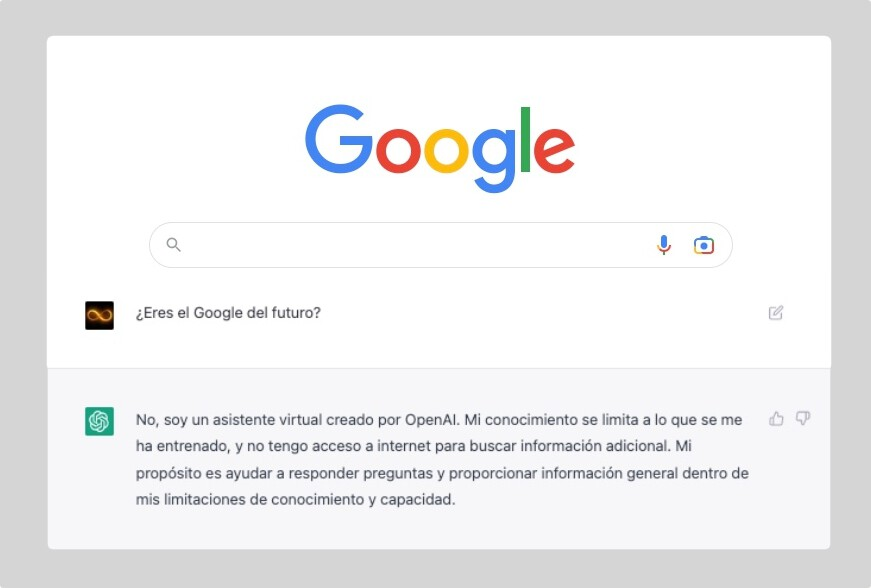 Google
¿Eres el Google del futuro?
No, soy un asistente virtual creado por OpenAI. Mi conocimiento se limita a lo que se me
ha entrenado, y no tengo acceso a internet para buscar información adicional. Mi
propósito es ayudar a responder preguntas y proporcionar información general dentro de
mis limitaciones de conocimiento y capacidad.